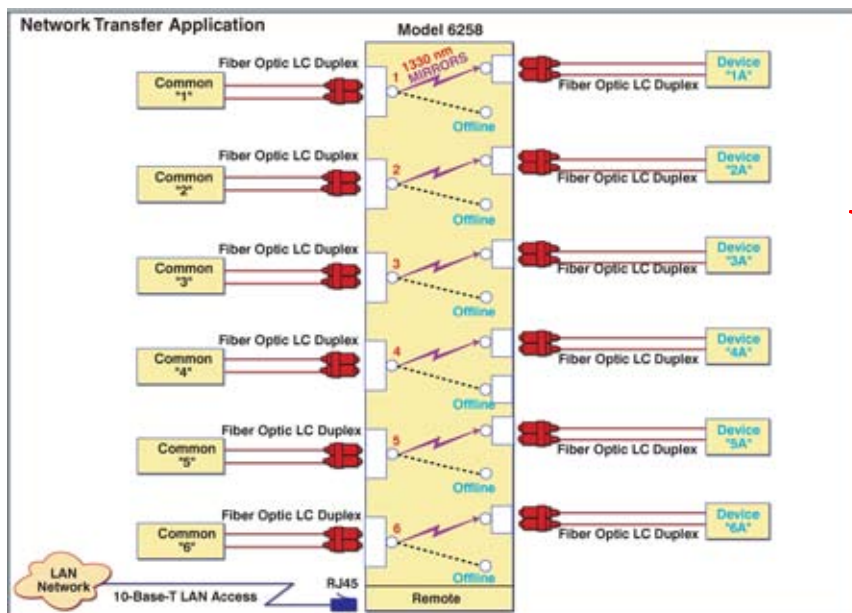 Network Transfer Application
Model 6258
Fiber Optic LC Duplex
Common
"1"
1
1330 nm
MIRRORS
Offline
Fiber Optic LC Duplex
Device
"1A"
Fiber Optic LC Duplex
Common
"2"
2
Offline
Fiber Optic LC Duplex
Device
"2A"
Fiber Optic LC Duplex
Common
"3"
3
Offline
Fiber Optic LC Duplex
Device
"3A"
Fiber Optic LC Duplex
Common
"4"
4
Offline
Fiber Optic LC Duplex
Device
"4A"
Fiber Optic LC Duplex
Common
"5"
5
Offline
Fiber Optic LC Duplex
Device
"5A"
Fiber Optic LC Duplex
Common
"6"
6
Offline
Fiber Optic LC Duplex
Device
"6A"
LAN
Network
10-Base-T LAN Access
RJ45
Remote